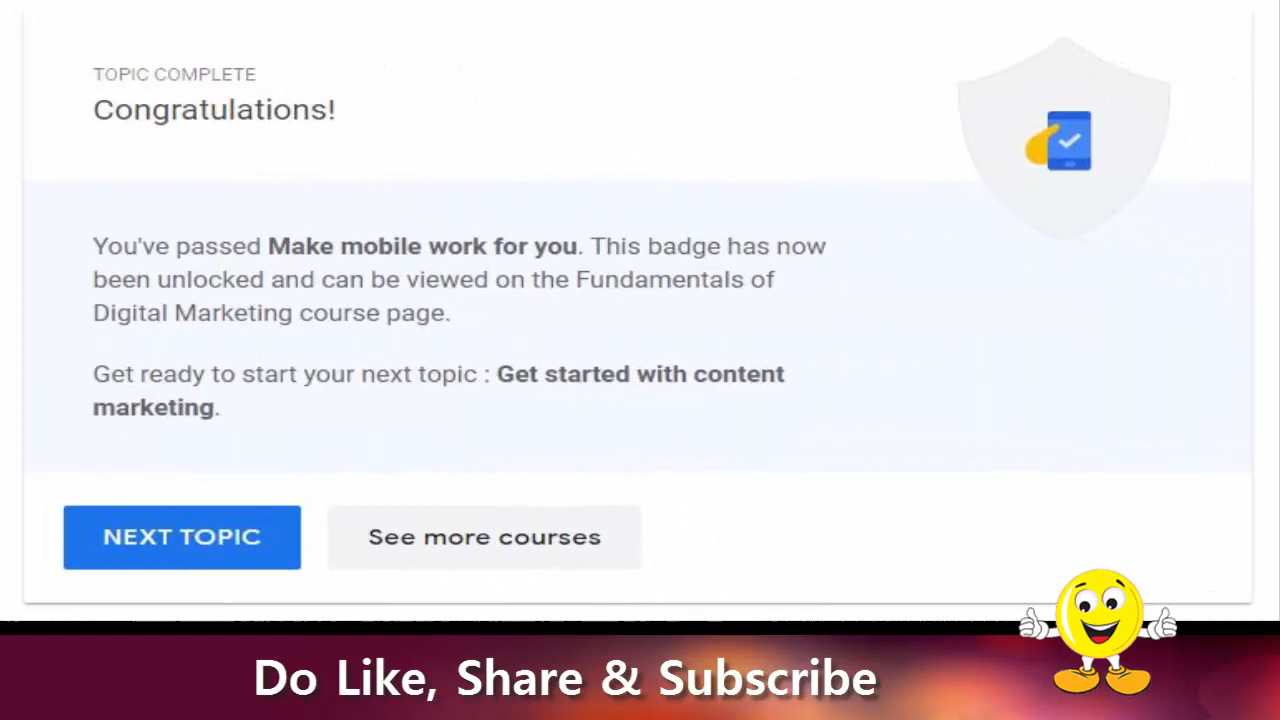 TOPIC COMPLETE
Congratulations!
You've passed Make mobile work for you. This badge has now
been unlocked and can be viewed on the Fundamentals of
Digital Marketing course page.
Get ready to start your next topic : Get started with content
marketing.
NEXT TOPIC
See more courses
Do Like, Share & Subscribe